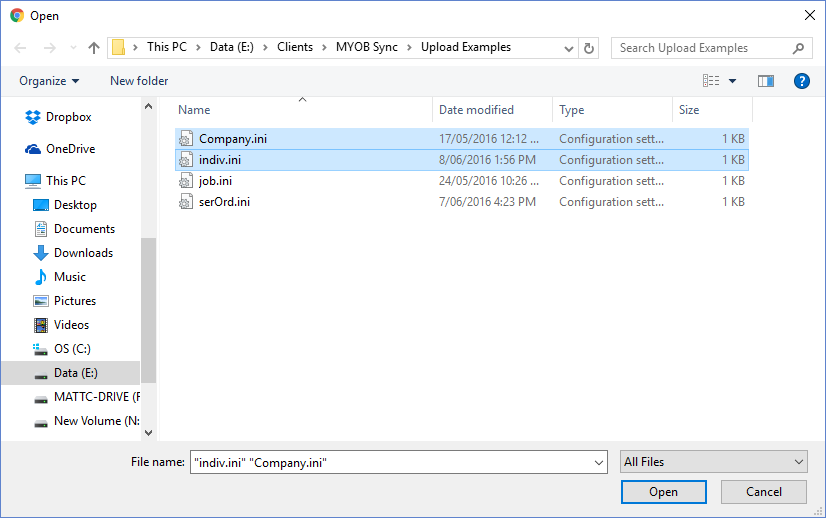 Open
This PC > Data (E:) > Clients > MYOB Sync > Upload Examples
Search Upload Examples
Organize
New folder
?
Name
Date modified
Type
Size
Dropbox
OneDrive
This PC
Desktop
Documents
Downloads
Music
Pictures
Videos
OS (C:)
Data (E:)
MATTC-DRIVE (F
New Volume (N:
Company.ini 17/05/2016 12:12 ... Configuration sett... 1 KB
indiv.ini 8/06/2016 1:56 PM Configuration sett... 1 KB
job.ini 24/05/2016 10:26 ... Configuration sett... 1 KB
serOrd.ini 7/06/2016 4:23 PM Configuration sett... 1 KB
File name: "indiv.ini" "Company.ini"
All Files
Open
Cancel